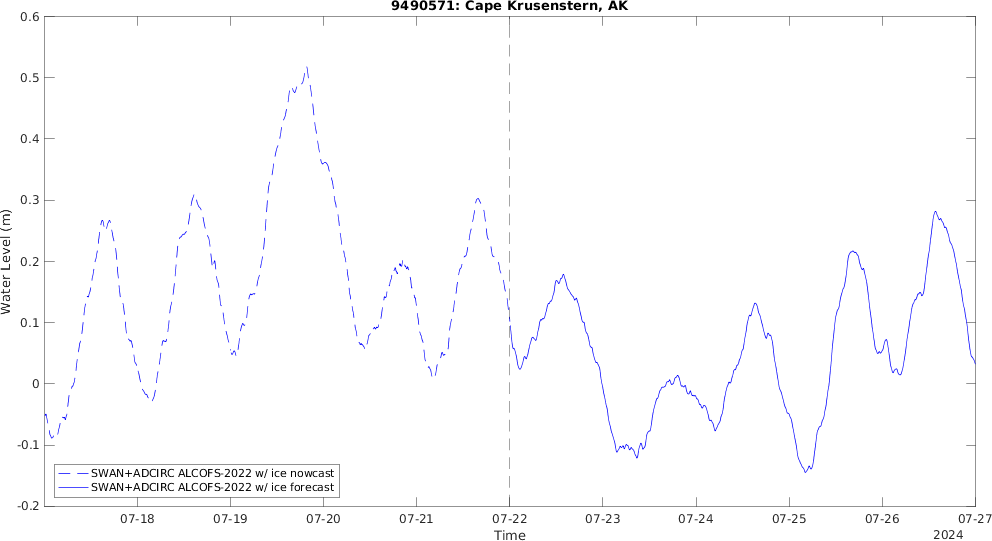 9490571: Cape Krusenstern, AK
0.6
0.5
0.4
0.3
0.2
0.1
0
-0.1
-0.2
Water Level (m)
SWAN+ADCIRC ALCOFS-2022 w/ ice nowcast
SWAN+ADCIRC ALCOFS-2022 w/ ice forecast
07-18 07-19 07-20 07-21 07-22 07-23 07-24 07-25 07-26 07-27
Time
2024